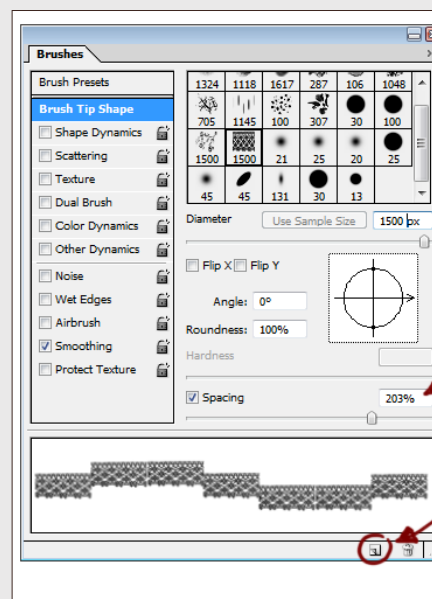 Brushes
Brush Presets
Brush Tip Shape
Shape Dynamics
Scattering
Texture
Dual Brush
Color Dynamics
Other Dynamics
Noise
Wet Edges
Airbrush
Smoothing
Protect Texture
1324 1118 1617 287 106 1048
705 1145 100 307 30 100
1500 1500 21 25 20 25
45 45 131 30 13
Diameter Use Sample Size 1500 px
Flip X Flip Y
Angle: 0º
Roundness: 100%
Hardness
Spacing 203%